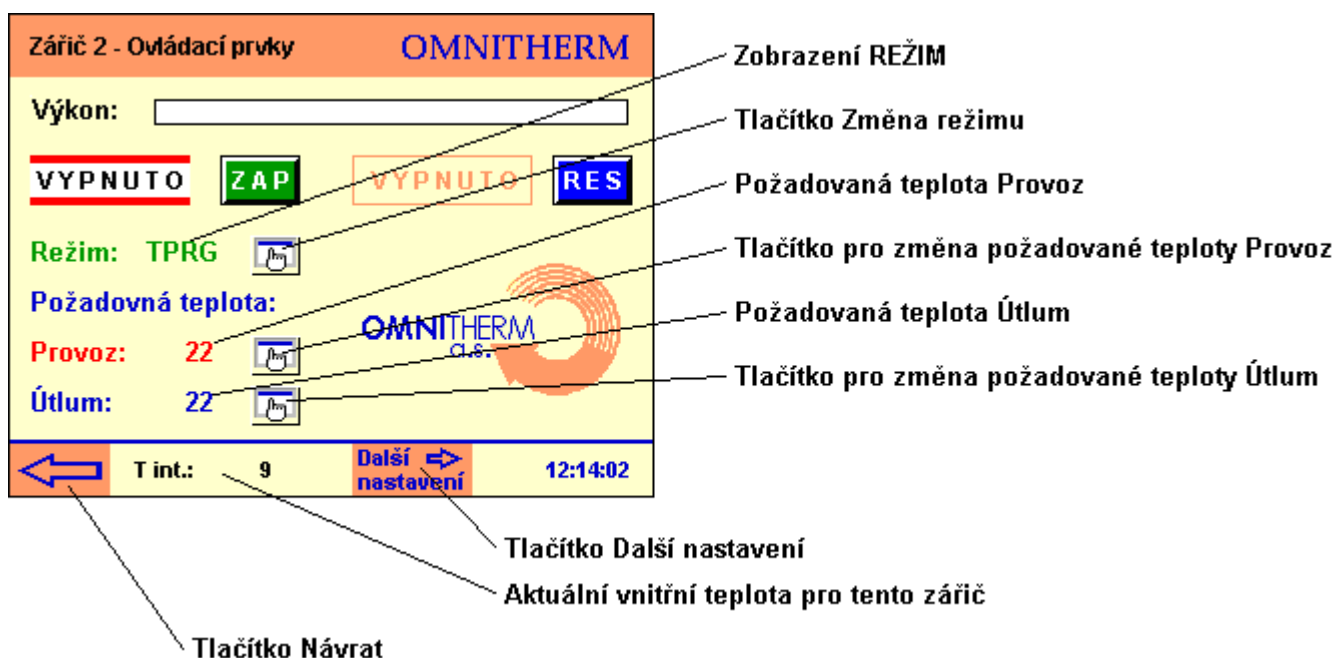 Zářič 2 - Ovládací prvky OMNITHERM
Výkon:
VYPNUTO ZAP VYPNUTO RES
Režim: TPRG
Požadovná teplota:
Provoz: 22
Útlum: 22
OMNITHERM
a.s.
T int.: 9 Další nastavení 12:14:02
Zobrazení REŽIM
Tlačítko Změna režimu
Požadovaná teplota Provoz
Tlačítko pro změna požadované teploty Provoz
Požadovaná teplota Útlum
Tlačítko pro změna požadované teploty Útlum
Tlačítko Další nastavení
Aktuální vnitřní teplota pro tento zářič
Tlačítko Návrat